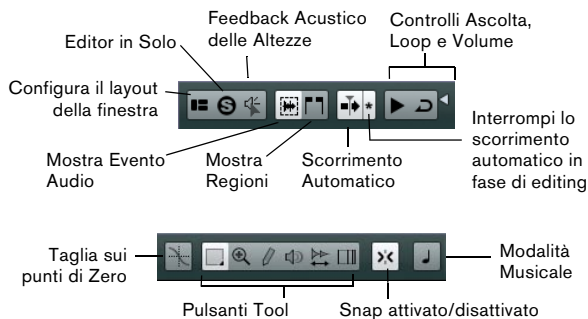 Feedback Acustico
delle Altezze
Controlli Ascolta,
Loop e Volume
Editor in Solo
Configura il layout
della finestra
Mostra Evento
Audio
Mostra
Regioni
Scorrimento
Automatico
Interrompi lo
scorrimento
automatico in
fase di editing
Taglia sui
punti di Zero
Pulsanti Tool
Snap attivato/disattivato
Modalità
Musicale